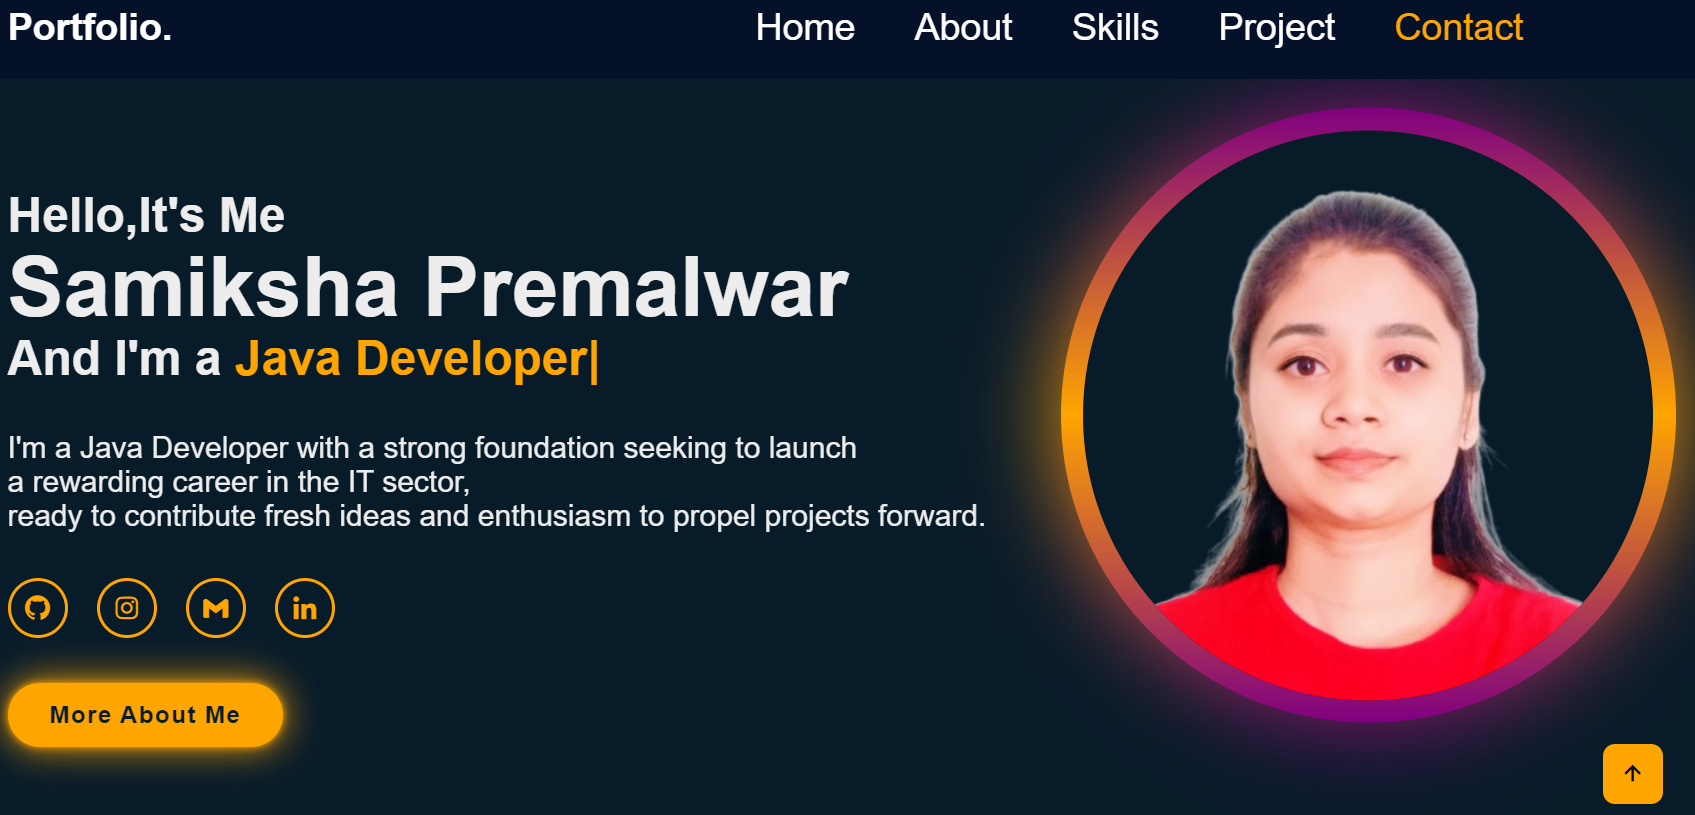 Portfolio.
Home About Skills Project Contact
Hello,It's Me
Samiksha Premalwar
And I'm a Java Developer|
I'm a Java Developer with a strong foundation seeking to launch
a rewarding career in the IT sector,
ready to contribute fresh ideas and enthusiasm to propel projects forward.
More About Me